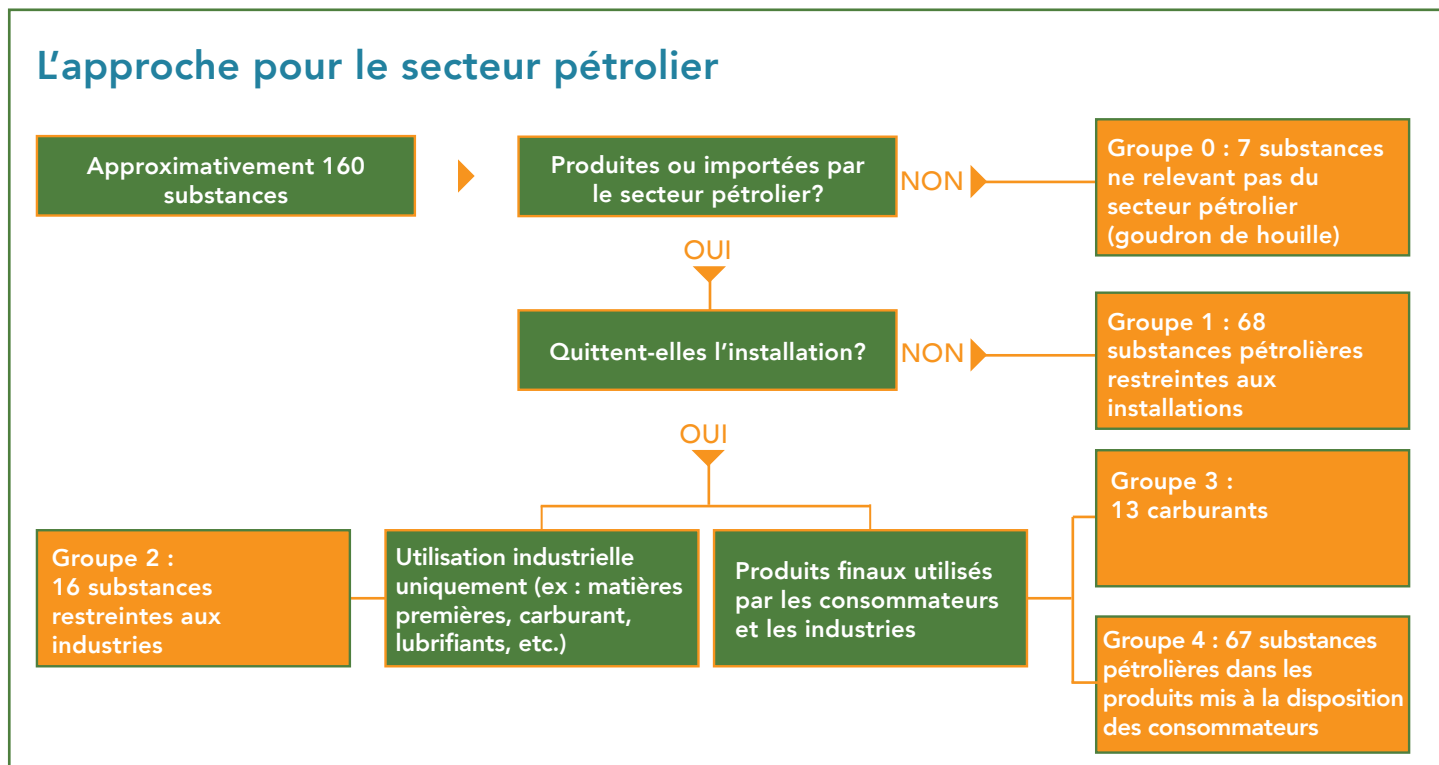 L'approche pour le secteur pétrolier
Approximativement 160
substances
Produites ou importées par
le secteur pétrolier?
NON
Groupe 0 : 7 substances
ne relevant pas du
secteur pétrolier
(goudron de houille)
OUI
Quittent-elles l'installation?
NON
Groupe 1 : 68
substances pétrolières
restreintes aux
installations
OUI
Groupe 2 :
16 substances
restreintes aux
industries
Utilisation industrielle
uniquement (ex : matières
premières, carburant,
lubrifiants, etc.)
Produits finaux utilisés
par les consommateurs
et les industries
Groupe 3 :
13 carburants
Groupe 4 : 67 substances
pétrolières dans les
produits mis à la disposition
des consommateurs